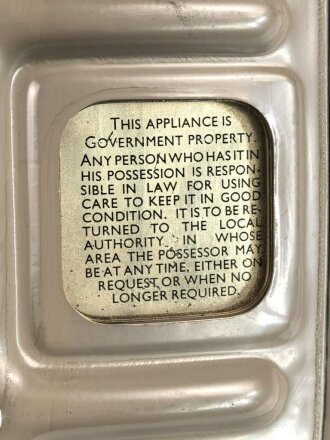 THIS APPLIANCE IS
GOVERNMENT PROPERTY.
ANY PERSON WHO HAS IT IN
HIS POSSESSION IS RESPON-
SIBLE IN LAW FOR USING
CARE TO KEEP IT IN GOOD
CONDITION. IT IS TO BE RE-
TURNED TO THE LOCAL
AUTHORITY IN WHOSE
AREA THE POSSESSOR MAY
BE AT ANY TIME, EITHER ON
REQUEST, OR WHEN NO
LONGER REQUIRED.